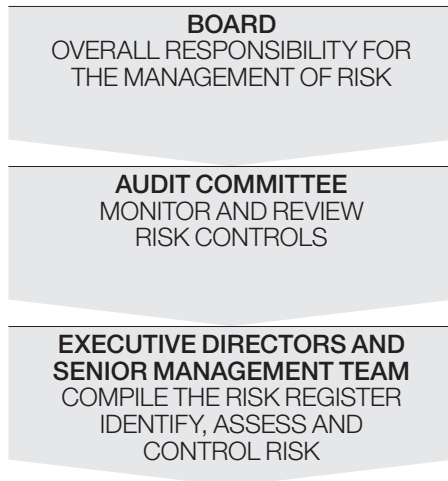 BOARD
OVERALL RESPONSIBILITY FOR
THE MANAGEMENT OF RISK
AUDIT COMMITTEE
MONITOR AND REVIEW
RISK CONTROLS
EXECUTIVE DIRECTORS AND
SENIOR MANAGEMENT TEAM
COMPILE THE RISK REGISTER
IDENTIFY, ASSESS AND
CONTROL RISK